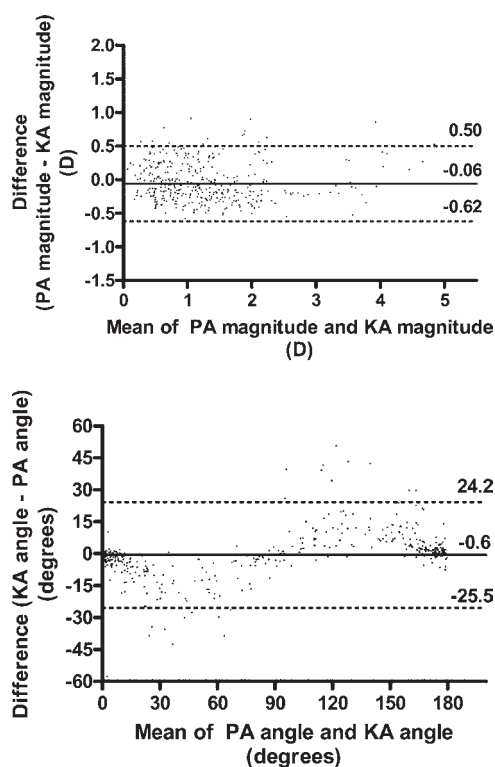 Difference
(PA magnitude - KA magnitude)
(D)
2.0
1.5
1.0
0.5
0.0
-0.5
-1.0
-1.5
0.50
-0.06
-0.62
0 1 2 3 4 5
Mean of PA magnitude and KA magnitude
(D)
Difference (KA angle - PA angle)
(degrees)
60
45
30
15
0
-15
-30
-45
-60
24.2
-0.6
-25.5
0 30 60 90 120 150 180
Mean of PA angle and KA angle
(degrees)